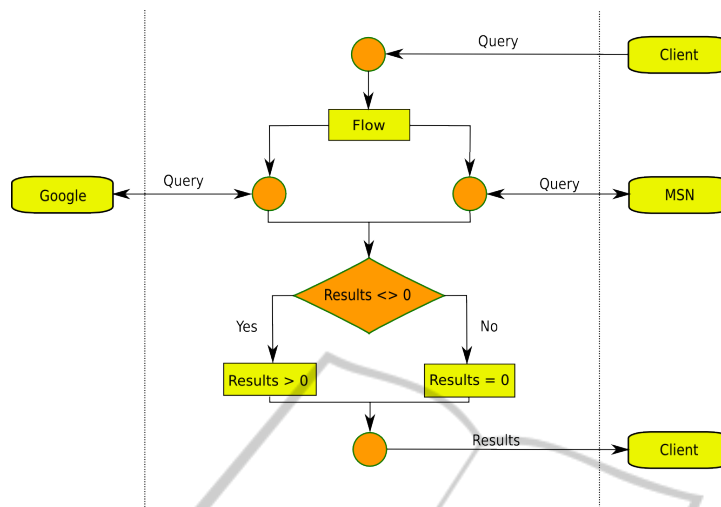 Query
Client
Flow
Google
Query
Query
MSN
Results <> 0
Yes
No
Results > 0
Results = 0
Results
Client